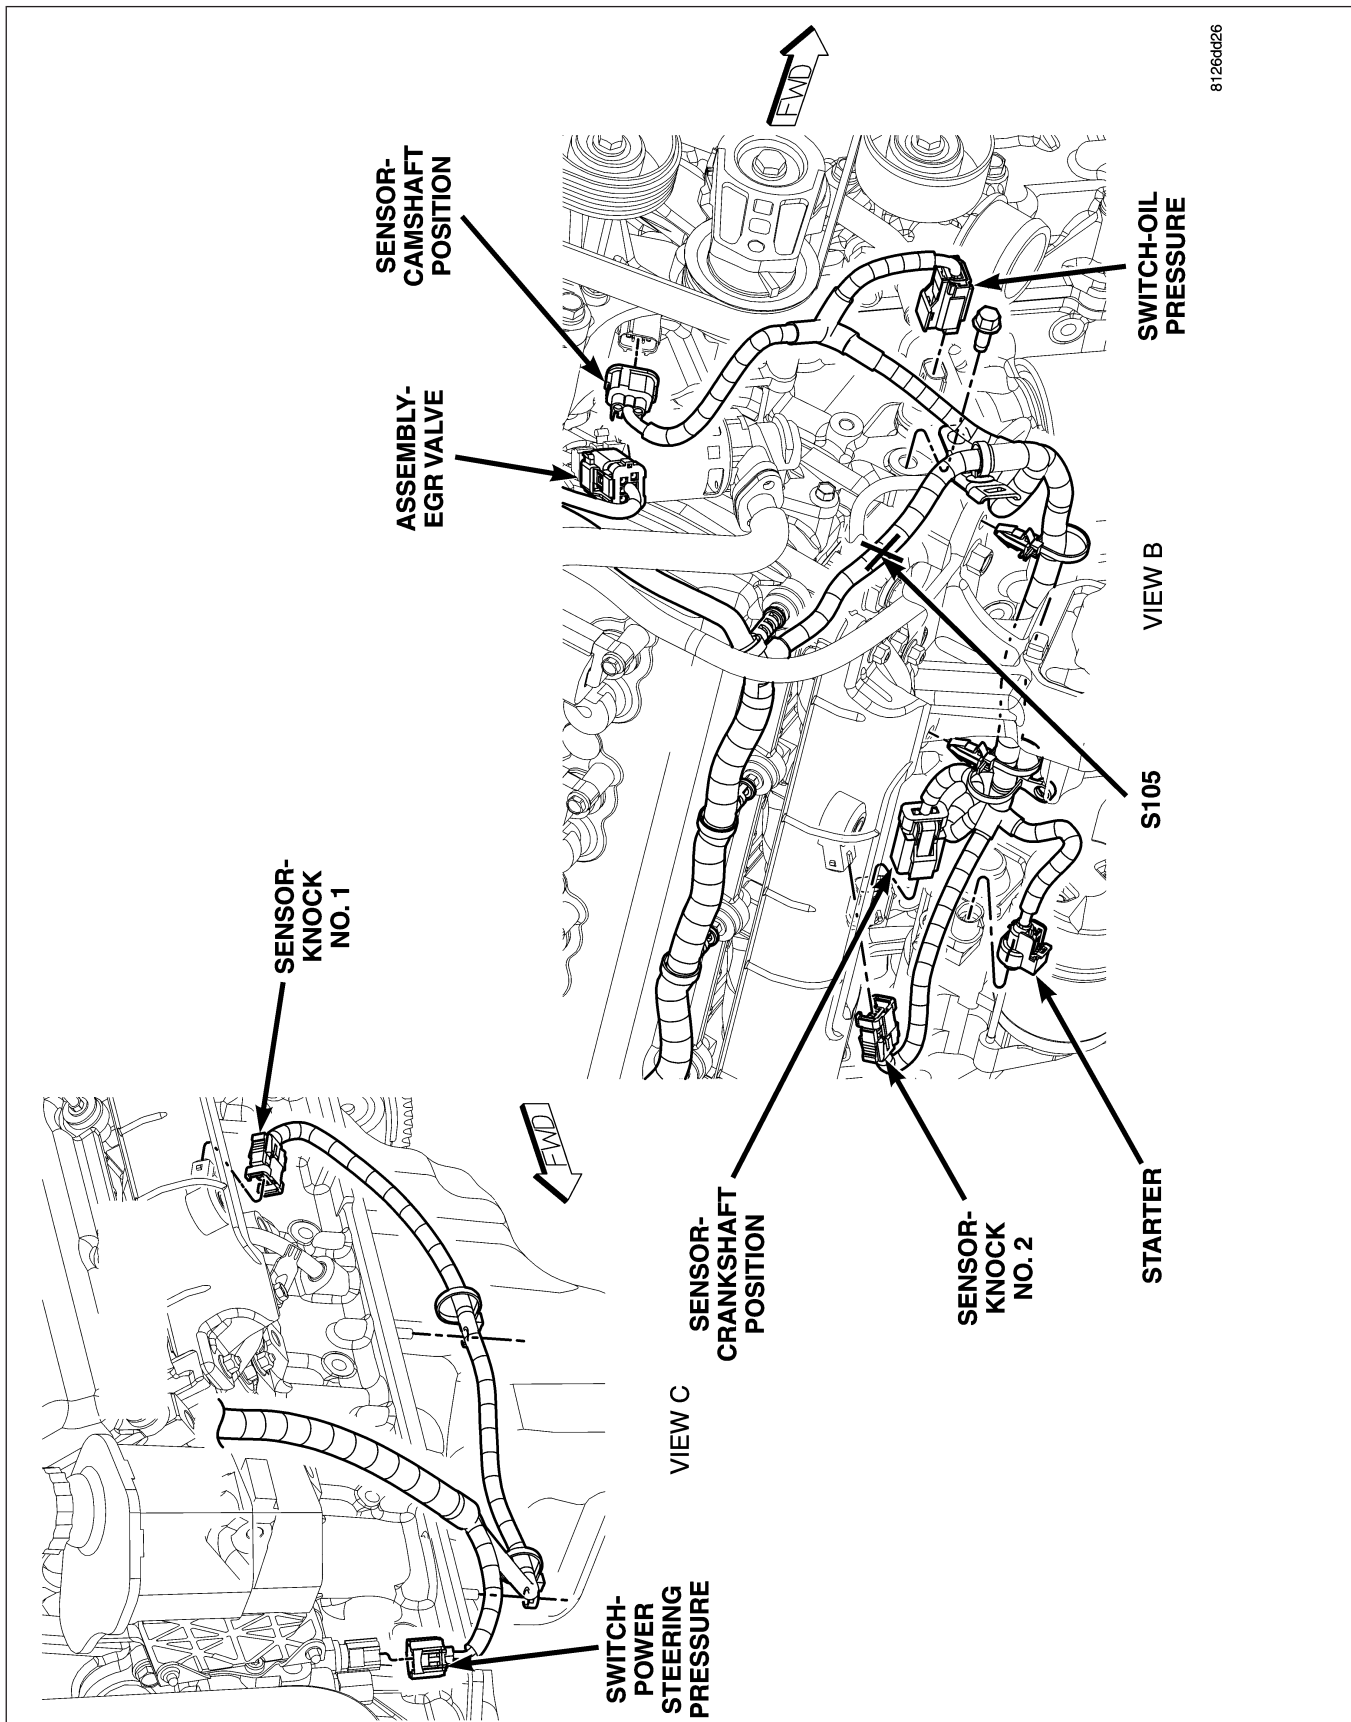 SENSOR-
KNOCK
NO. 1
FWD
VIEW C
SWITCH-
POWER
STEERING
PRESSURE
ASSEMBLY-
EGR VALVE
SENSOR-
CAMSHAFT
POSITION
FWD
SENSOR-
CRANKSHAFT
POSITION
SENSOR-
KNOCK
NO. 2
STARTER
S105
VIEW B
SWITCH-OIL
PRESSURE
8126dd26